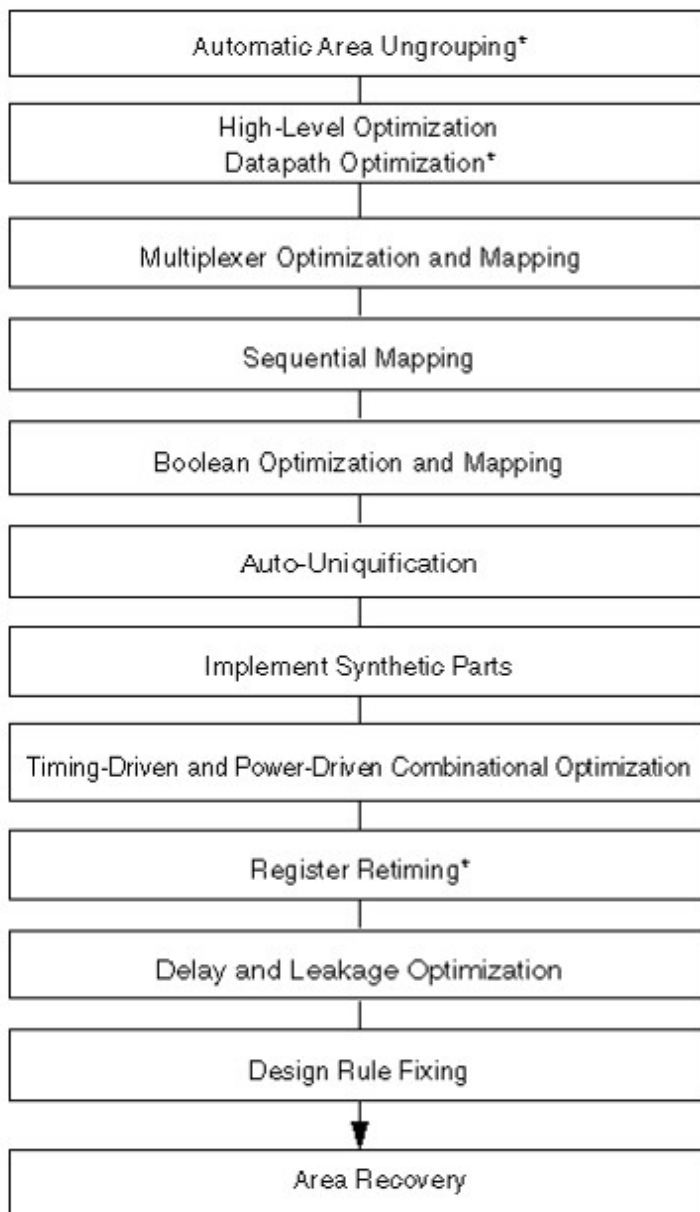 Automatic Area Ungrouping*
High-Level Optimization
Datapath Optimization*
Multiplexer Optimization and Mapping
Sequential Mapping
Boolean Optimization and Mapping
Auto-Uniquification
Implement Synthetic Parts
Timing-Driven and Power-Driven Combinational Optimization
Register Retiming*
Delay and Leakage Optimization
Design Rule Fixing
Area Recovery